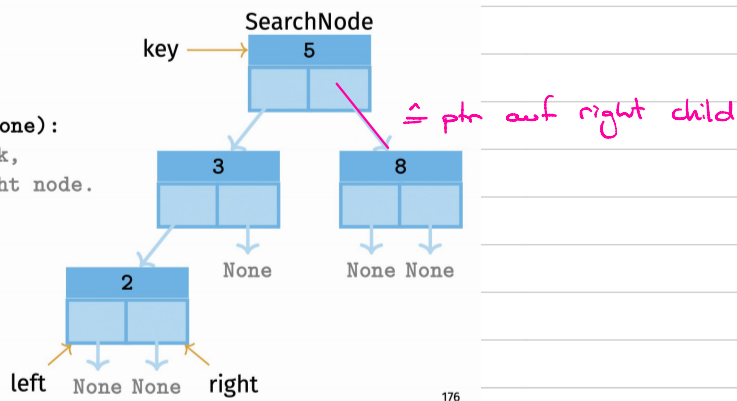 SearchNode
key
5
one):
k,
ht node.
≙ ptr auf right child
3
8
None
None None
2
left
None None
right
176